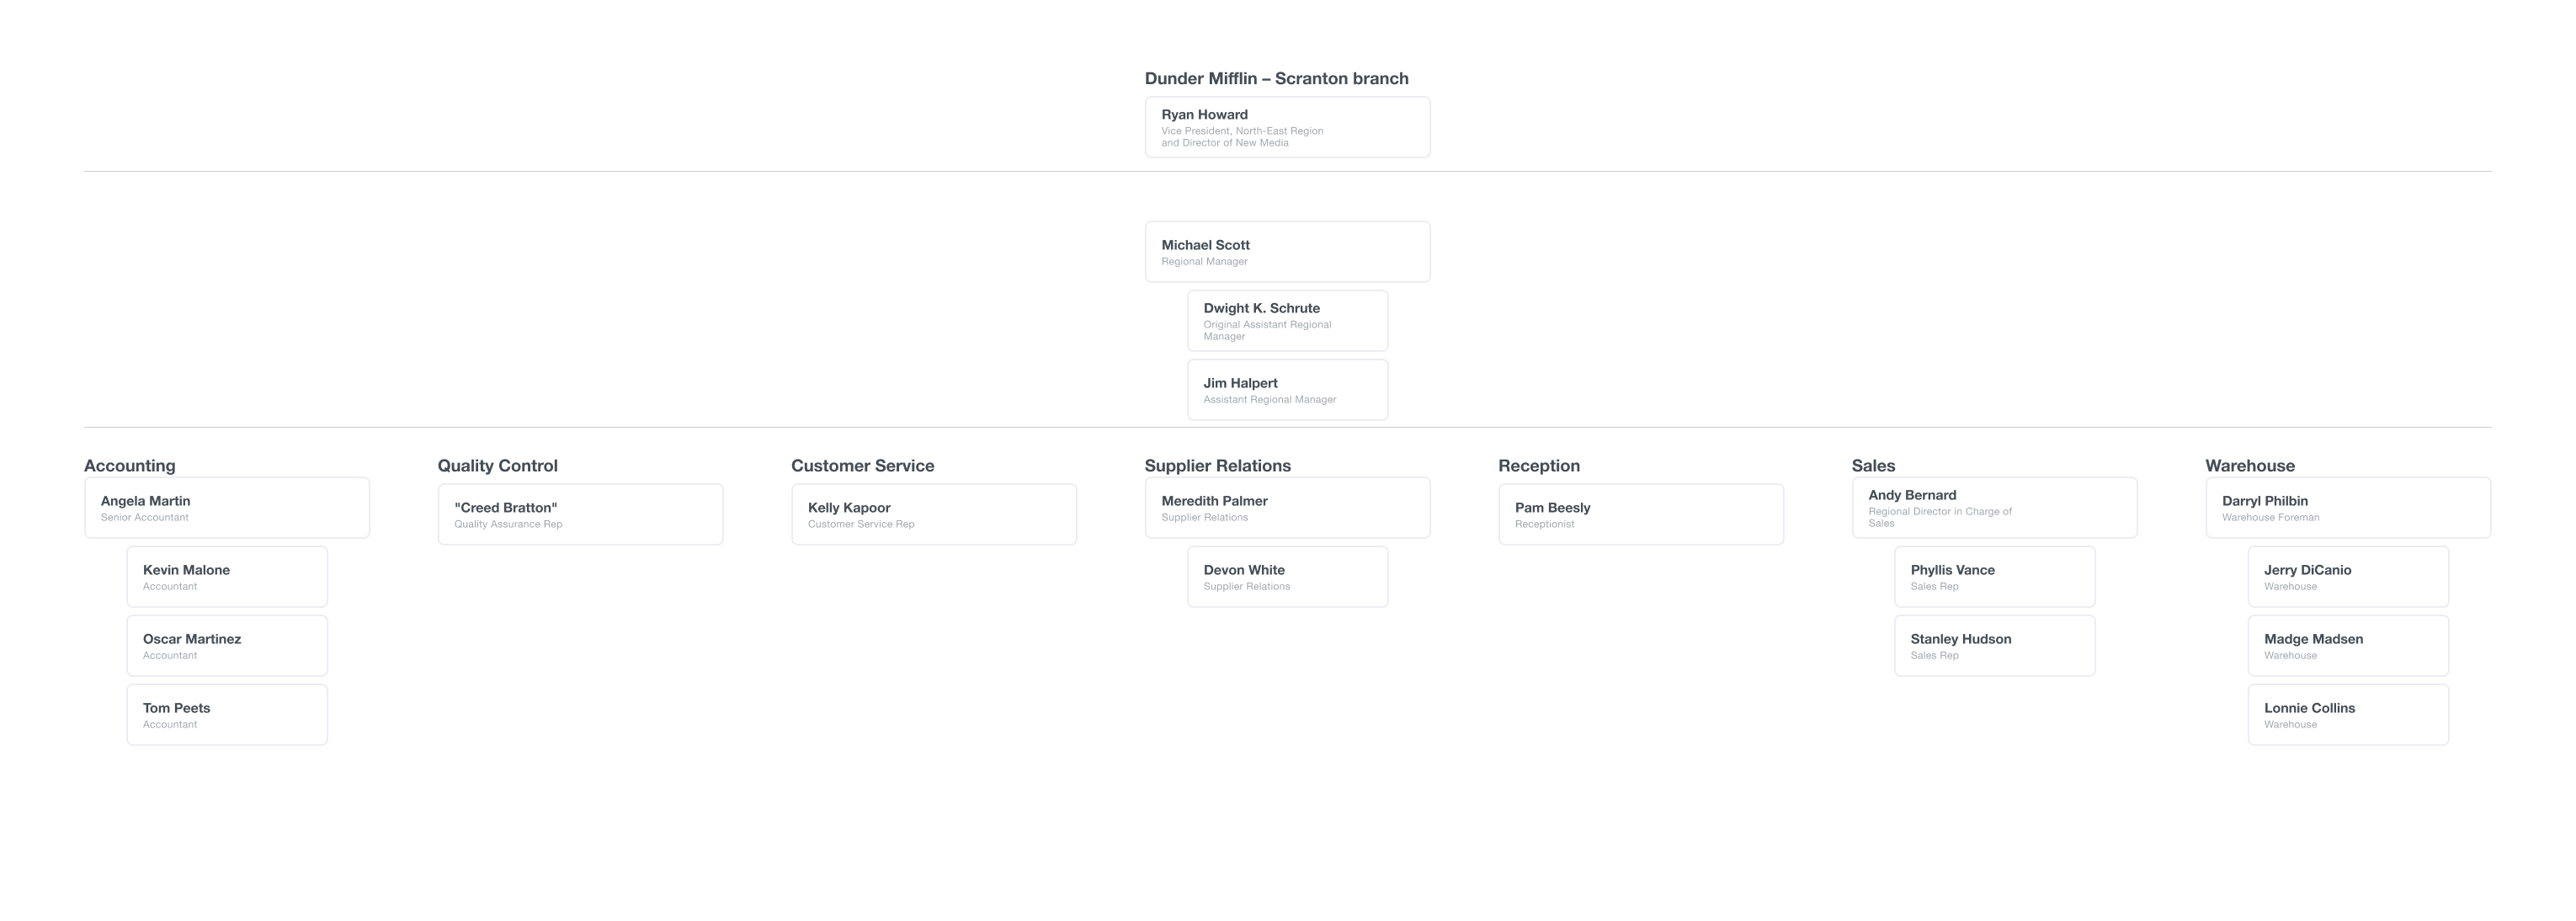 Dunder Mifflin – Scranton branch
Ryan Howard
Vice President, North-East Region
and Director of New Media
Michael Scott
Regional Manager
Dwight K. Schrute
Original Assistant Regional
Manager
Jim Halpert
Assistant Regional Manager
Accounting
Angela Martin
Senior Accountant
Kevin Malone
Accountant
Oscar Martinez
Accountant
Tom Peets
Accountant
Quality Control
"Creed Bratton"
Quality Assurance Rep
Customer Service
Kelly Kapoor
Customer Service Rep
Supplier Relations
Meredith Palmer
Supplier Relations
Devon White
Supplier Relations
Reception
Pam Beesly
Receptionist
Sales
Andy Bernard
Regional Director in Charge of
Sales
Phyllis Vance
Sales Rep
Stanley Hudson
Sales Rep
Warehouse
Darryl Philbin
Warehouse Foreman
Jerry DiCanio
Warehouse
Madge Madsen
Warehouse
Lonnie Collins
Warehouse